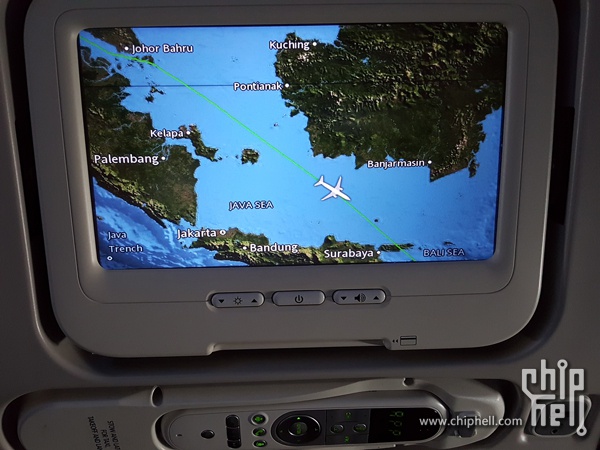 Johor Bahru
Kuching
Pontianak
Kelapa
Palembang
Banjarmasin
JAVA SEA
Jakarta
Java
Trench
Bandung
Surabaya
BALI SEA
chip
hell
www.chiphell.com